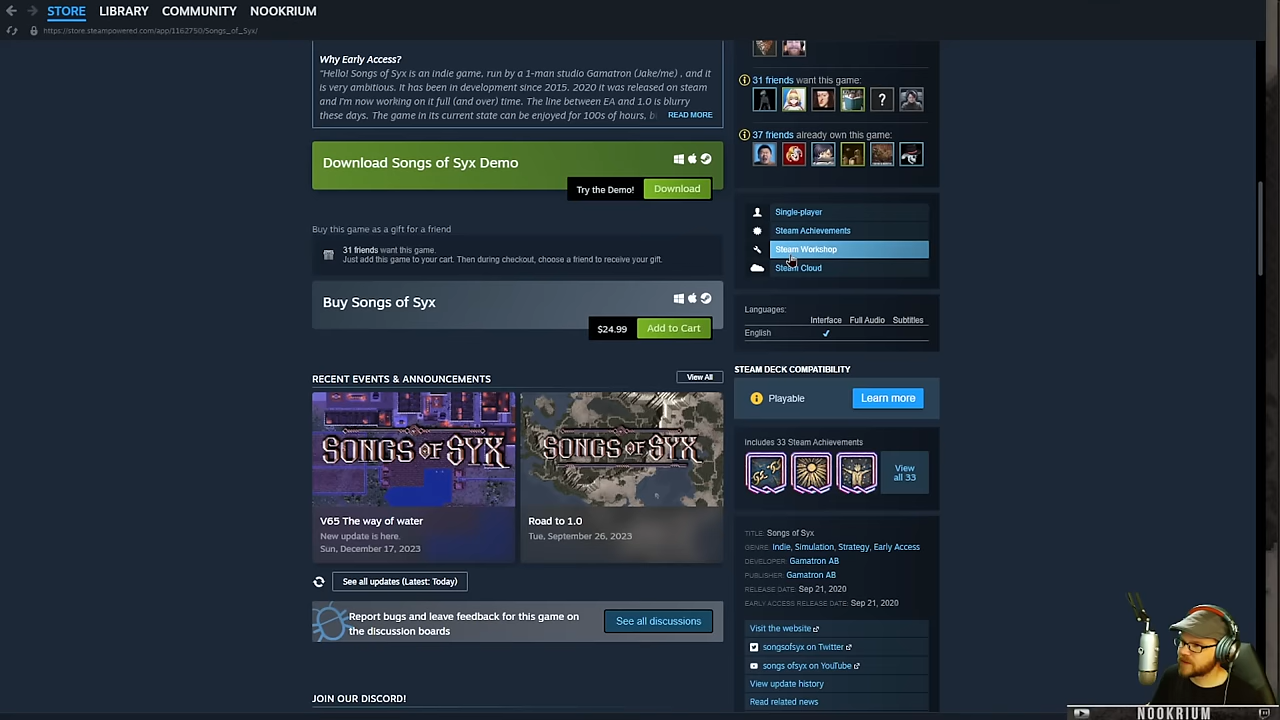 STORE LIBRARY COMMUNITY NOOKRIUM
https://store.steampowered.com/app/1162750/Songs_of_Syx/
Why Early Access?
"Hello! Songs of Syx is an indie game, run by a 1-man studio Gamatron (Jake/me) , and it
is very ambitious. It has been in development since 2015. 2020 it was released on steam
and I'm now working on it full (and over) time. The line between EA and 1.0 is blurry
these days. The game in its current state can be enjoyed for 100s of hours, b
READ MORE
Download Songs of Syx Demo
Try the Demo! Download
Buy this game as a gift for a friend
31 friends want this game.
Just add this game to your cart. Then during checkout, choose a friend to receive your gift.
Buy Songs of Syx
$24.99 Add to Cart
RECENT EVENTS & ANNOUNCEMENTS View All
SONGS OF SYX
V65 The way of water
New update is here.
Sun, December 17, 2023
SONGS OF SYX
Road to 1.0
Tue, September 26, 2023
See all updates (Latest: Today)
Report bugs and leave feedback for this game on
the discussion boards
See all discussions
JOIN OUR DISCORD!
31 friends want this game:
?
37 friends already own this game:
Single-player
Steam Achievements
Steam Workshop
Steam Cloud
Languages:
Interface Full Audio Subtitles
English ✔
STEAM DECK COMPATIBILITY
Playable Learn more
Includes 33 Steam Achievements
View
all 33
TITLE: Songs of Syx
GENRE: Indie, Simulation, Strategy, Early Access
DEVELOPER: Gamatron AB
PUBLISHER: Gamatron AB
RELEASE DATE: Sep 21, 2020
EARLY ACCESS RELEASE DATE: Sep 21, 2020
Visit the website
songsofsyx on Twitter
songs ofsyx on YouTube
View update history
Read related news
NOOKRIUM